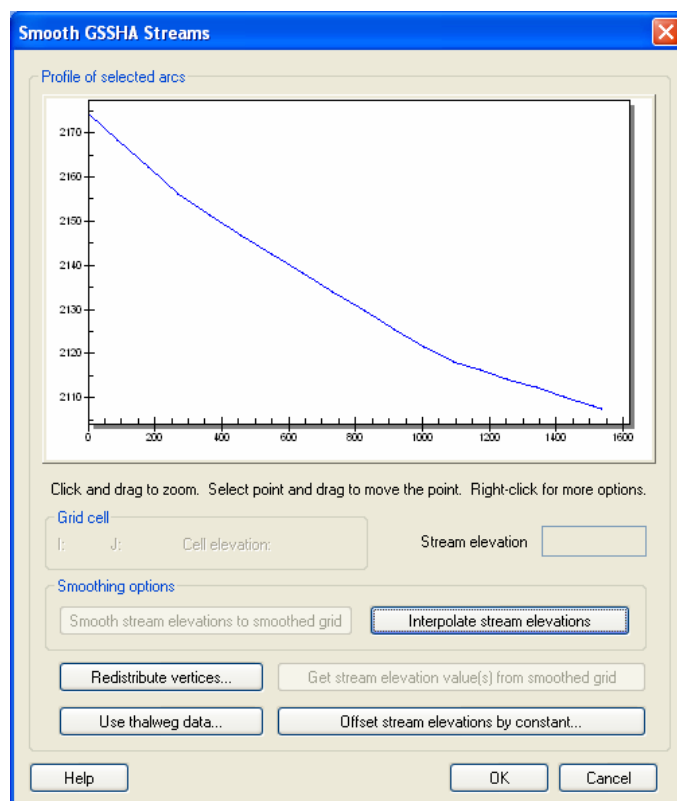 Smooth GSSHA Streams
Profile of selected arcs
2170
2160
2150
2140
2130
2120
2110
0 200 400 600 800 1000 1200 1400 1600
Click and drag to zoom. Select point and drag to move the point. Right-click for more options.
Grid cell
I: J: Cell elevation:
Stream elevation
Smoothing options
Smooth stream elevations to smoothed grid Interpolate stream elevations
Redistribute vertices... Get stream elevation value(s) from smoothed grid
Use thalweg data... Offset stream elevations by constant...
Help OK Cancel